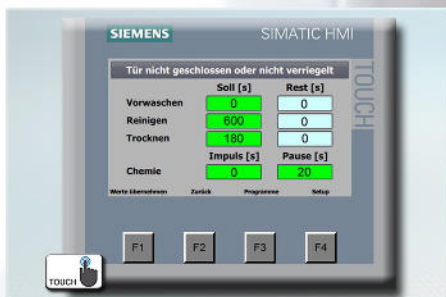 SIEMENS SIMATIC HMI
TOUCH
Tür nicht geschlossen oder nicht verriegelt
Soll [s] Rest [s]
Vorwaschen 0 0
Reinigen 600 0
Trocknen 180 0
Impuls [s] Pause [s]
Chemie 0 20
Werte übernehmen Zurück Programme Setup
F1 F2 F3 F4
TOUCH